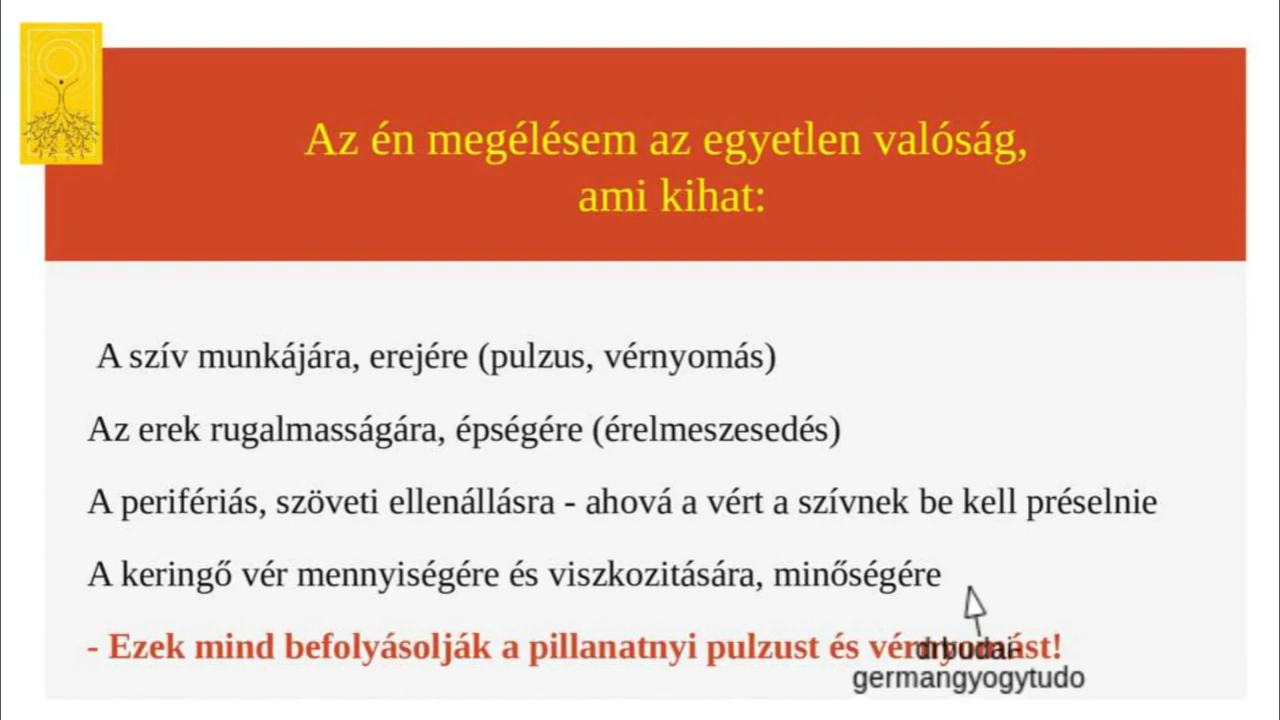 Az én megélésem az egyetlen valóság,
ami kihat:
A szív munkájára, erejére (pulzus, vérnyomás)
Az erek rugalmasságára, épségére (érelmeszesedés)
A perifériás, szöveti ellenállásra - ahová a vért a szívnek be kell préselnie
A keringő vér mennyiségére és viszkozitására, minőségére
- Ezek mind befolyásolják a pillanatnyi pulzust és vérnyomást!
drbudai-
germangyogytudo